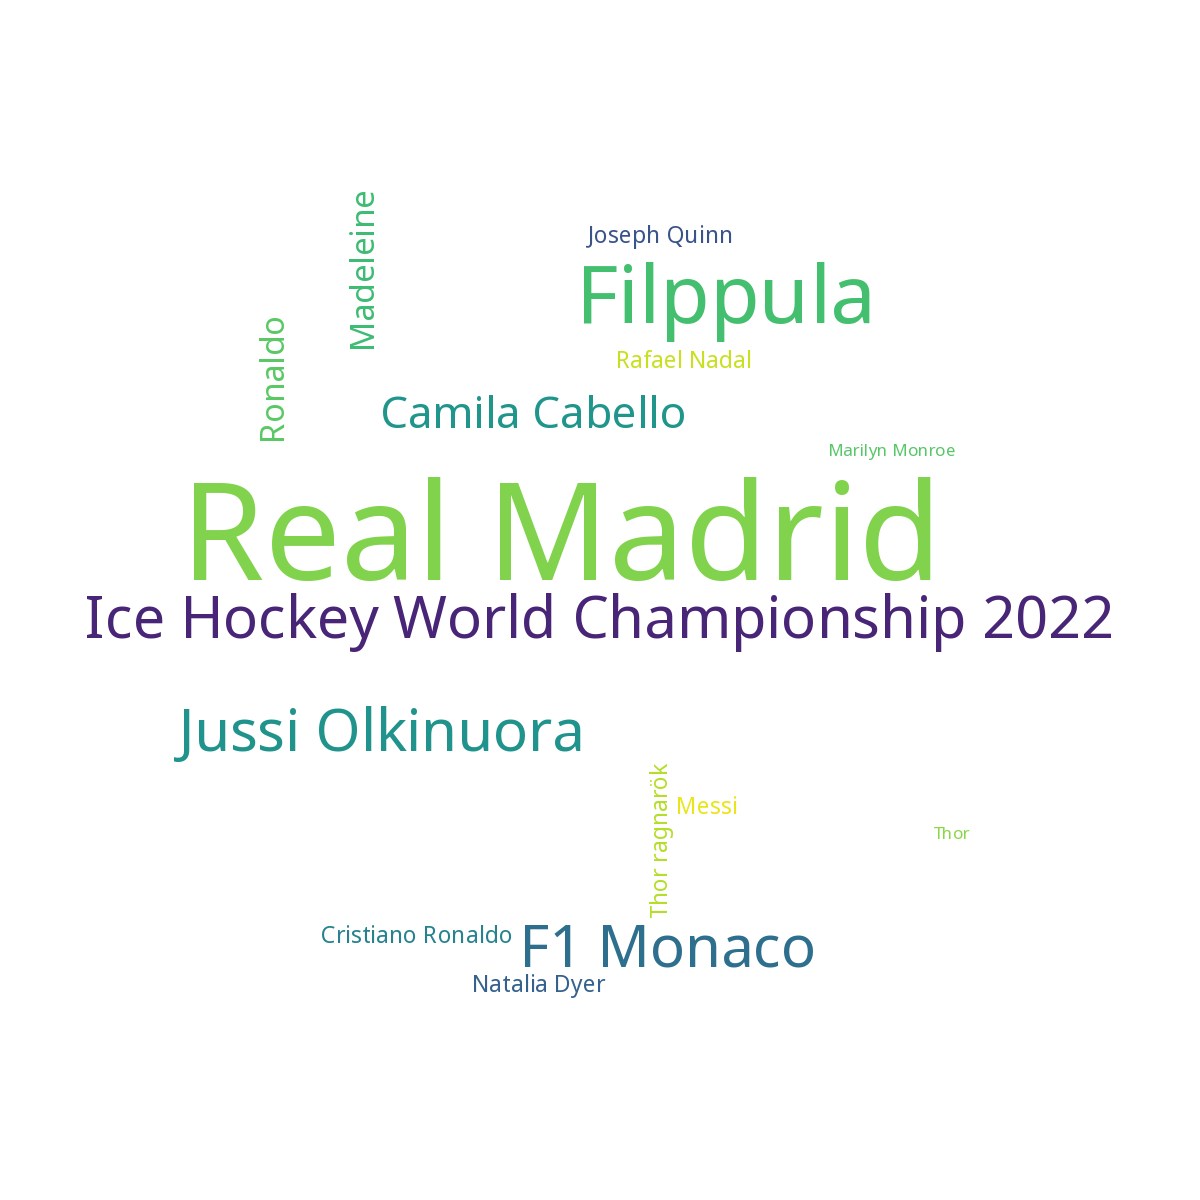 Madeleine
Joseph Quinn
Filppula
Ronaldo
Rafael Nadal
Camila Cabello
Marilyn Monroe
Real Madrid
Ice Hockey World Championship 2022
Jussi Olkinuora
Thor ragnarök
Messi
Thor
Cristiano Ronaldo
F1 Monaco
Natalia Dyer